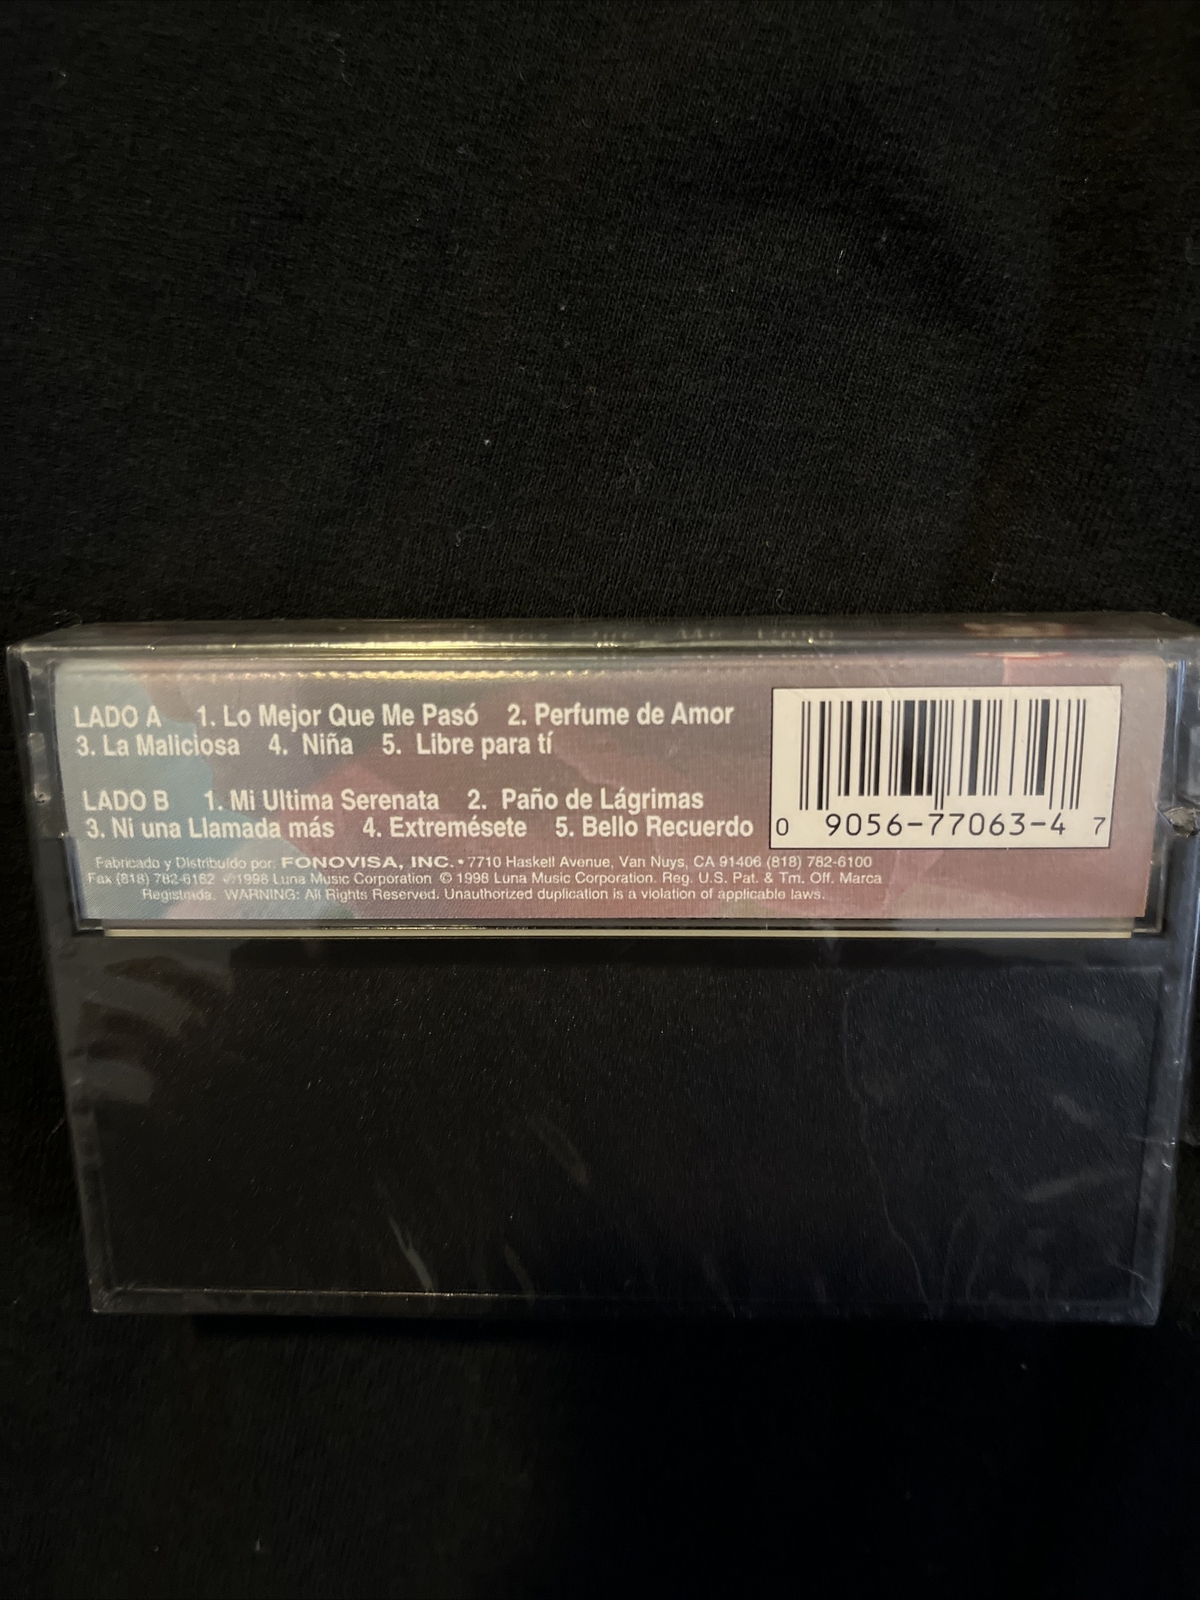 LADO A 1. Lo Mejor Que Me Pasó 2. Perfume de Amor
3. La Maliciosa 4. Niña 5. Libre para tí
LADO B 1. Mi Ultima Serenata 2. Paño de Lágrimas
3. Ni una Llamada más 4. Extremésete 5. Bello Recuerdo
0 9056-77063-4 7
Fabricado y Distribuido por: FONOVISA, INC. • 7710 Haskell Avenue, Van Nuys, CA 91406 (818) 782-6100
Fax (818) 782-6162 ℗1998 Luna Music Corporation © 1998 Luna Music Corporation. Reg. U.S. Pat. & Tm. Off. Marca
Registrada. WARNING: All Rights Reserved. Unauthorized duplication is a violation of applicable laws.